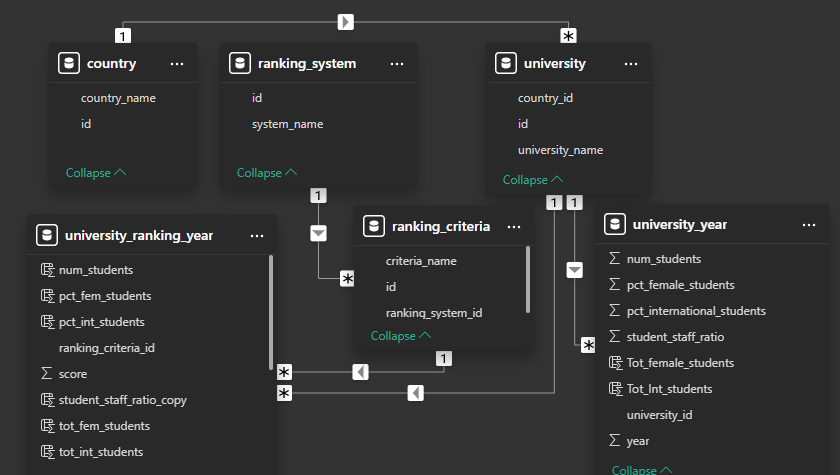 1
*
country
...
country_name
id
Collapse
ranking_system
...
id
system_name
Collapse
university
...
country_id
id
university_name
Collapse
1
*
1
1
*
university_ranking_year
...
num_students
pct_fem_students
pct_int_students
ranking_criteria_id
score
student_staff_ratio_copy
tot_fem_students
tot_int_students
ranking_criteria
...
criteria_name
id
ranking_system_id
Collapse
1
*
*
university_year
...
num_students
pct_female_students
pct_international_students
student_staff_ratio
Tot_female_students
Tot_Int_students
university_id
year
Collapse